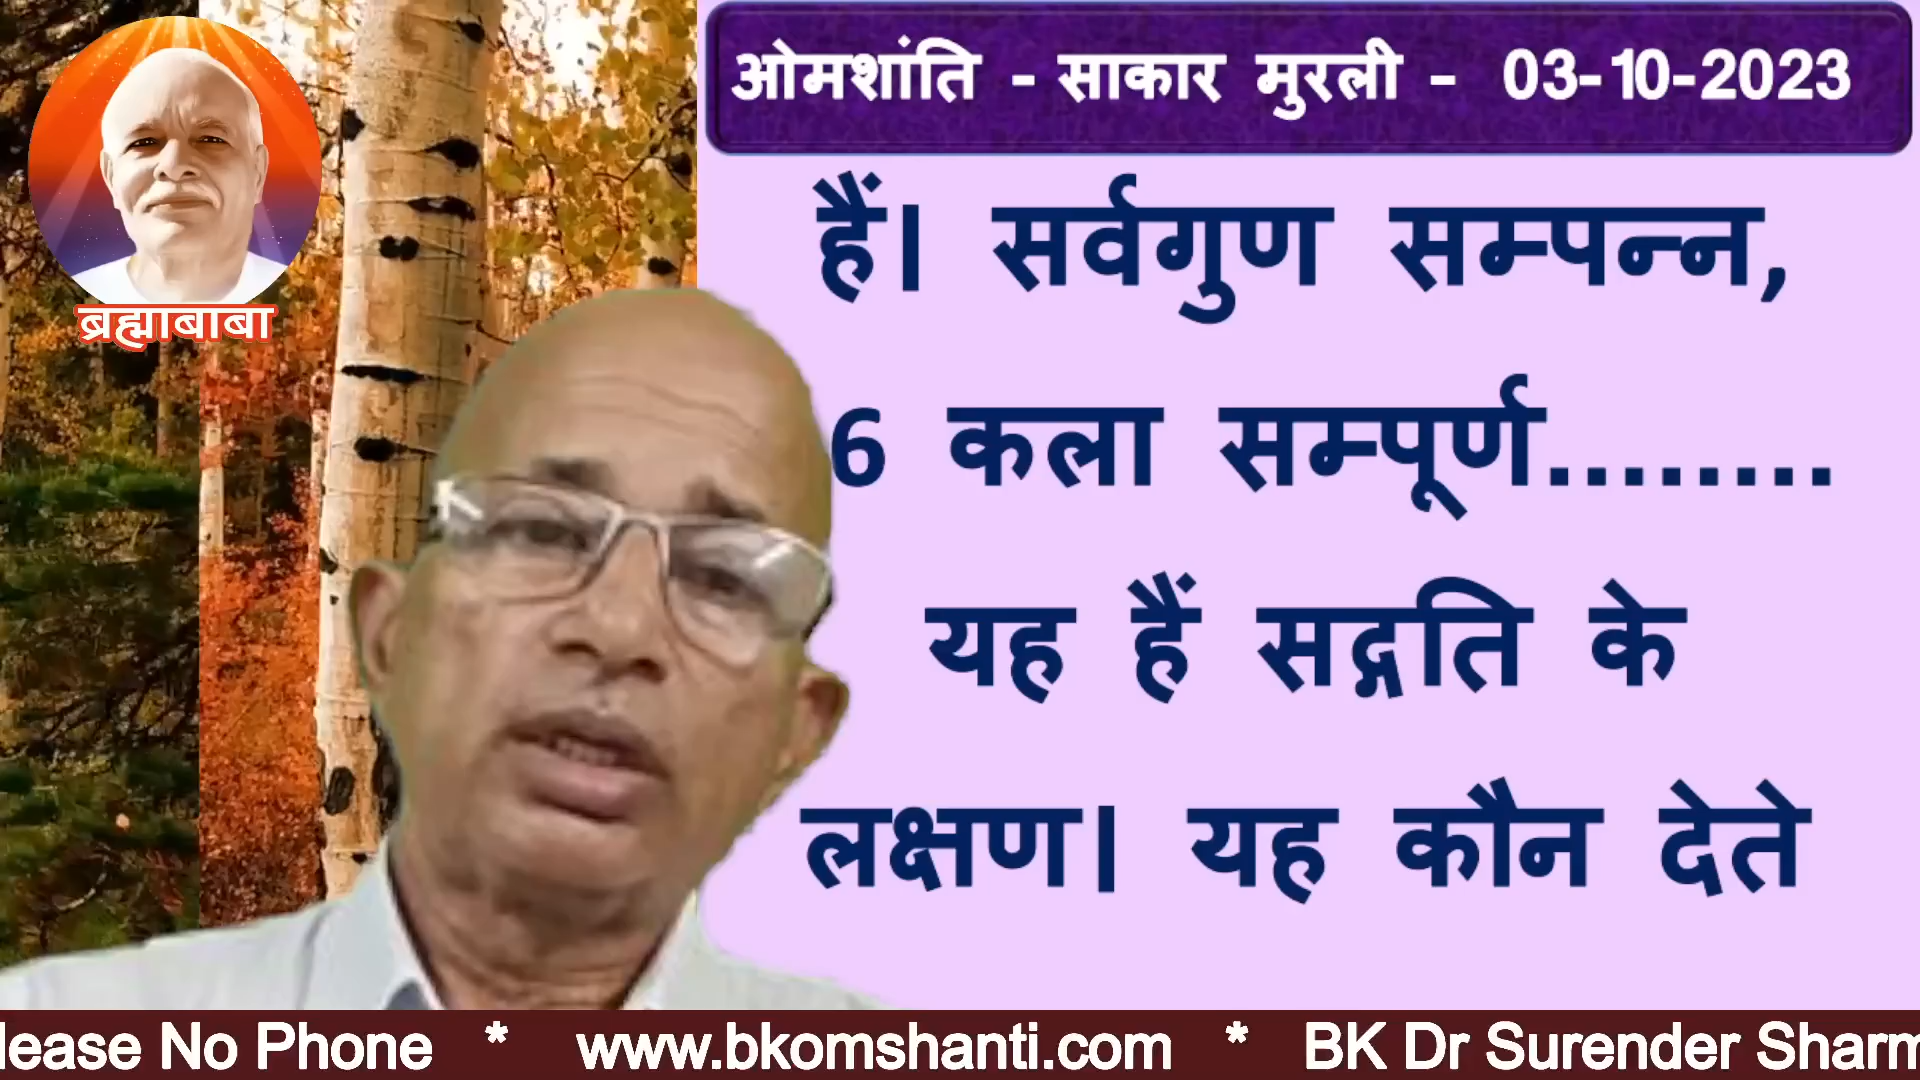 ओमशांति - साकार मुरली - 03-10-2023
ब्रह्माबाबा
हैं। सर्वगुण सम्पन्न,
6 कला सम्पूर्ण........
यह हैं सद्गति के
लक्षण। यह कौन देते
lease No Phone * www.bkomshanti.com * BK Dr Surender Sharm